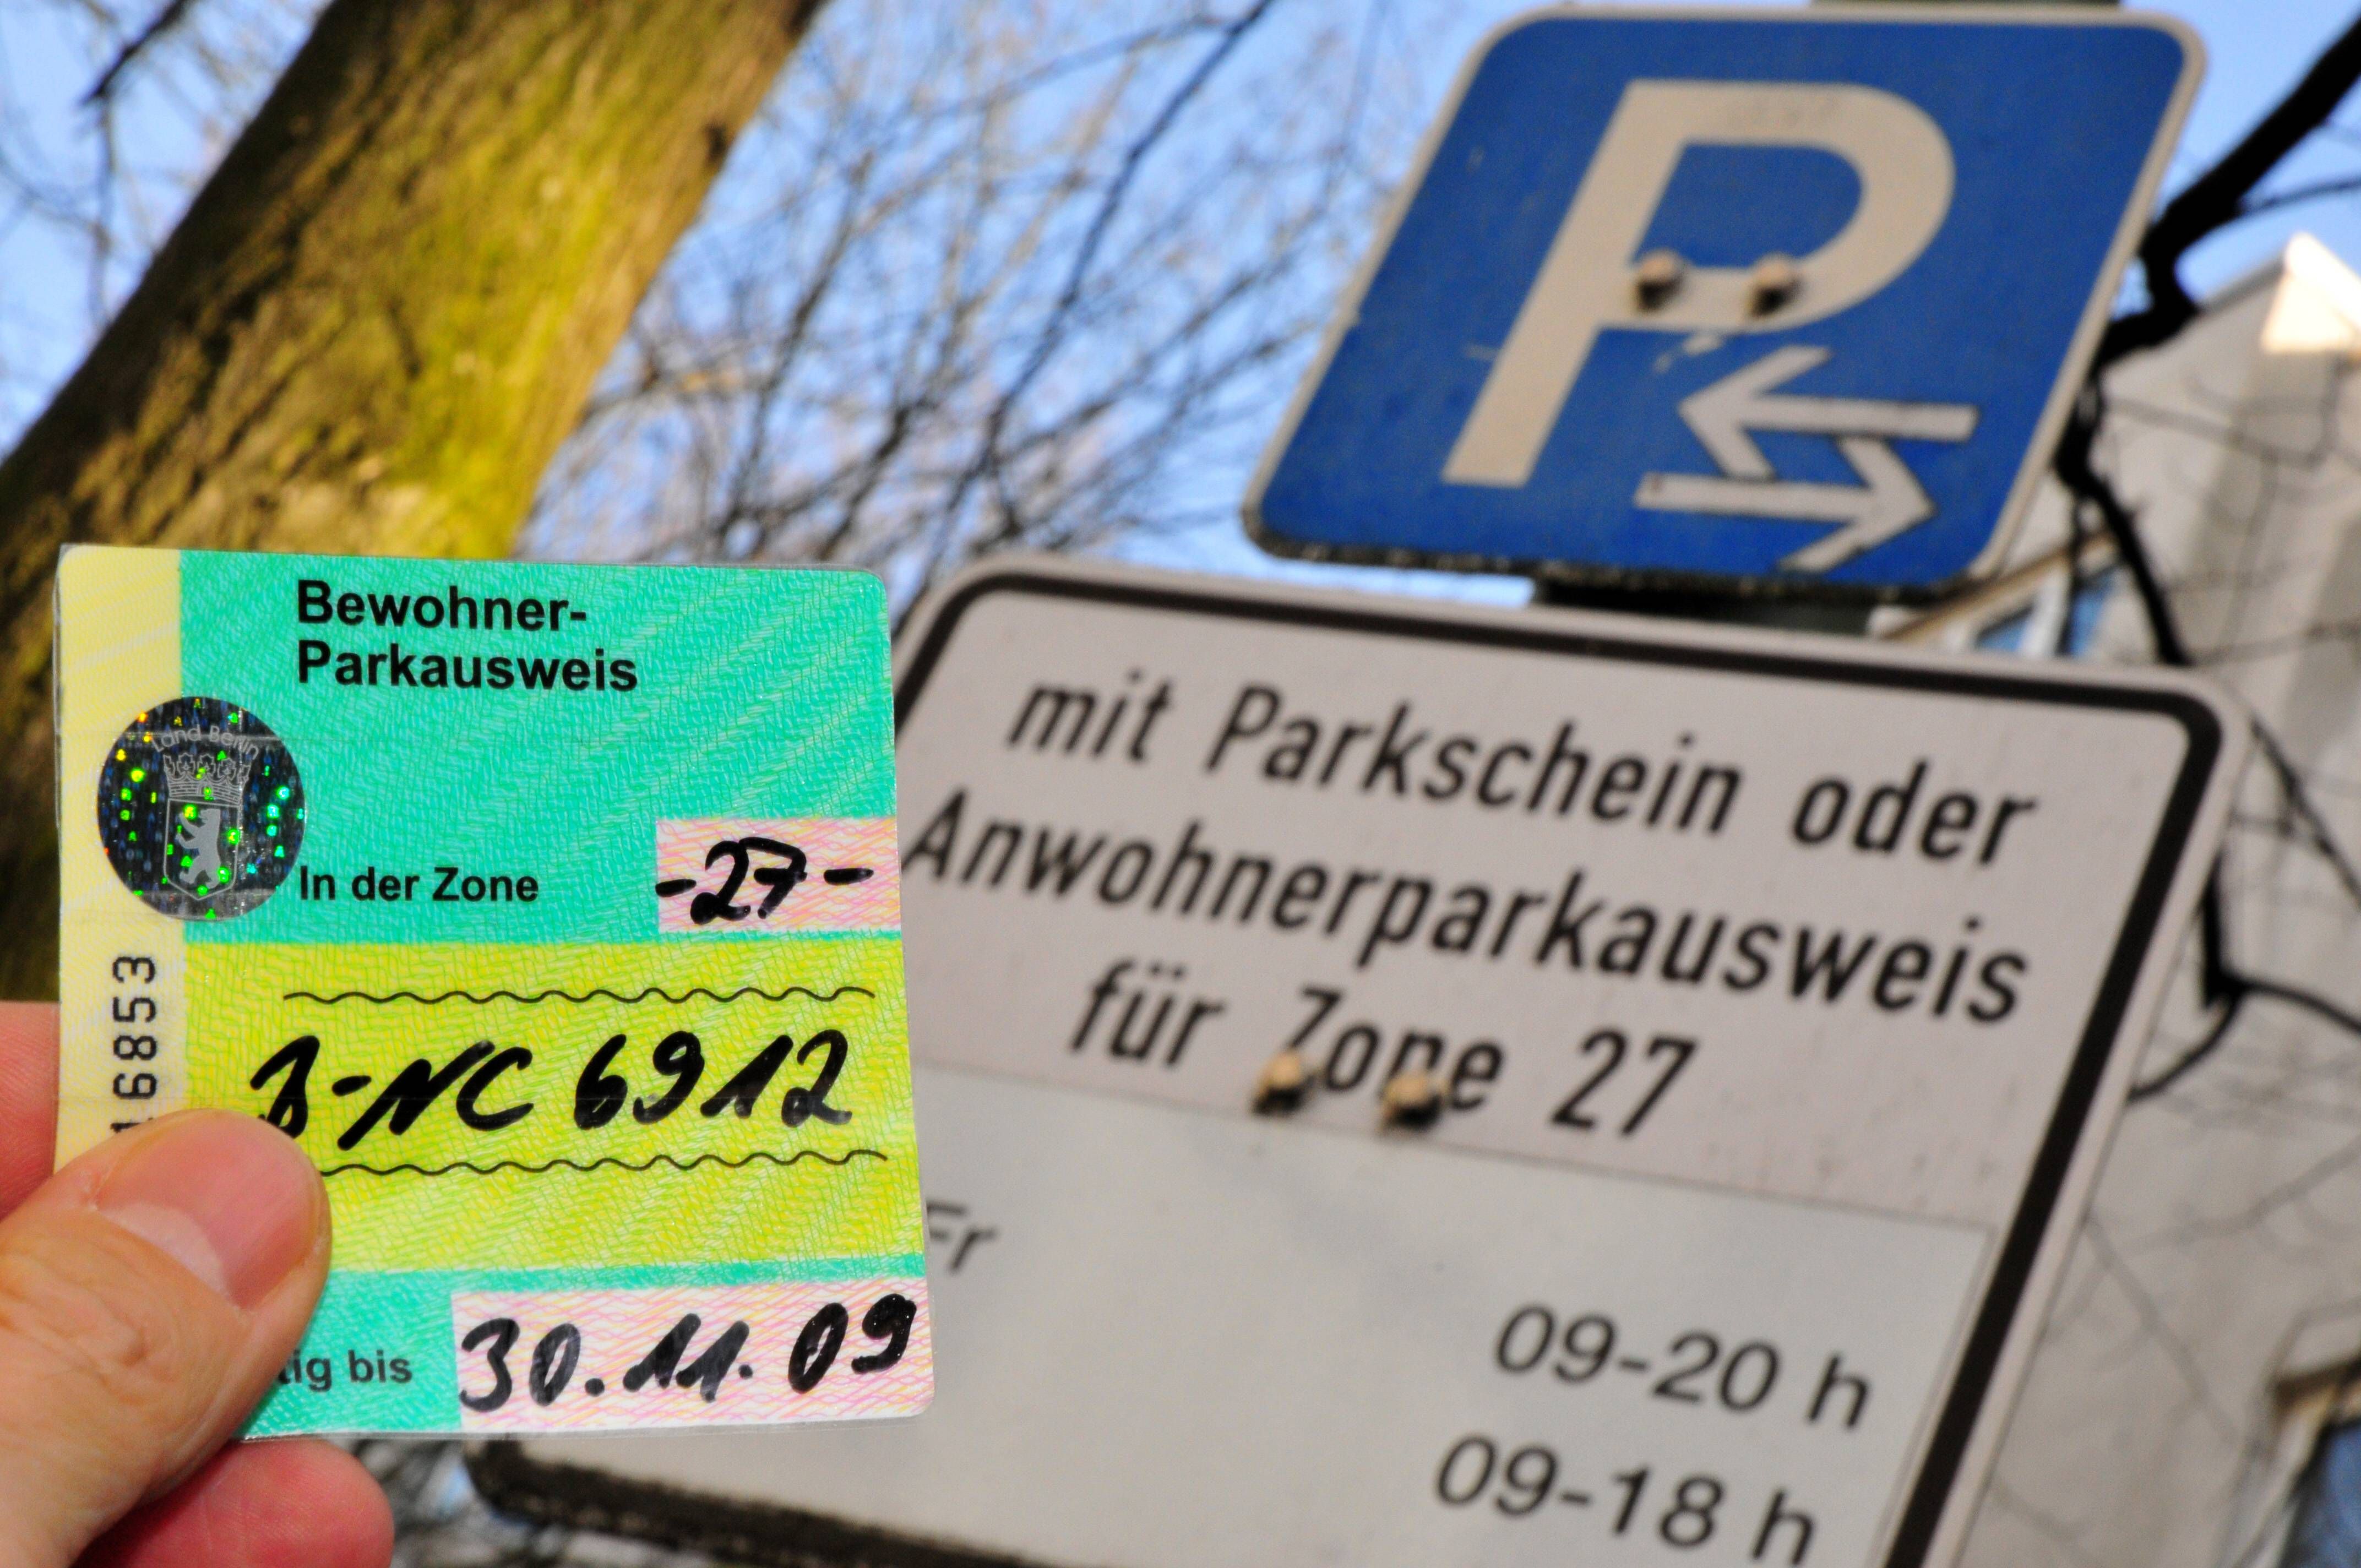 Bewohner-
Parkausweis
Land Berlin
In der Zone
-27-
16853
B-NC 6912
tig bis
30.11.09
P
mit Parkschein oder
Anwohnerparkausweis
für Zone 27
Fr
09-20 h
09-18 h